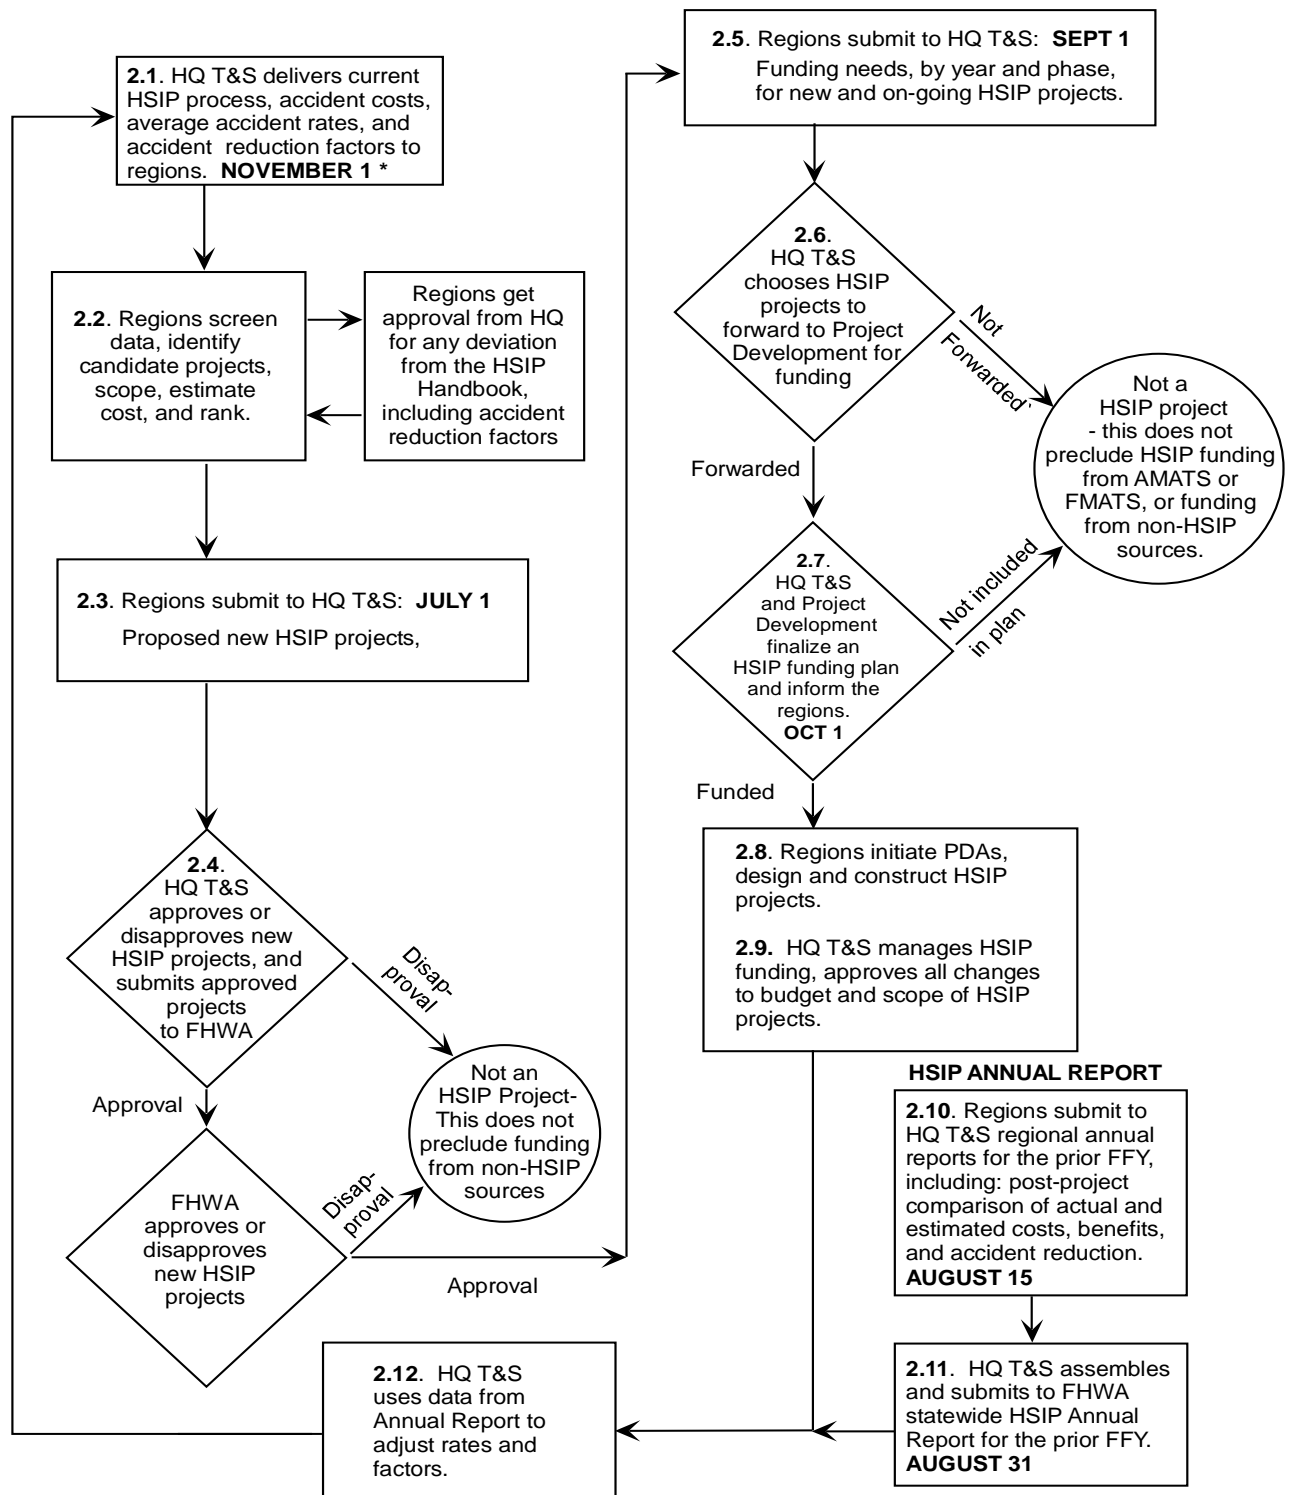 2.1. HQ T&S delivers current
HSIP process, accident costs,
average accident rates, and
accident reduction factors to
regions. NOVEMBER 1 *
2.2. Regions screen
data, identify
candidate projects,
scope, estimate
cost, and rank.
Regions get
approval from HQ
for any deviation
from the HSIP
Handbook,
including accident
reduction factors
2.3. Regions submit to HQ T&S: JULY 1
Proposed new HSIP projects,
2.4.
HQ T&S
approves or
disapproves new
HSIP projects, and
submits approved
projects
to FHWA
Disap-
proval
Approval
Not an
HSIP Project-
This does not
preclude funding
from non-HSIP
sources
FHWA
approves or
disapproves
new HSIP
projects
Disap-
proval
Approval
2.5. Regions submit to HQ T&S: SEPT 1
Funding needs, by year and phase,
for new and on-going HSIP projects.
2.6.
HQ T&S
chooses HSIP
projects to
forward to Project
Development for
funding
Not
Forwarded`
Not a
HSIP project
- this does not
preclude HSIP funding
from AMATS or
FMATS, or funding
from non-HSIP
sources.
Forwarded
2.7.
HQ T&S
and Project
Development
finalize an
HSIP funding plan
and inform the
regions.
OCT 1
Not included
in plan
Funded
2.8. Regions initiate PDAs,
design and construct HSIP
projects.
2.9. HQ T&S manages HSIP
funding, approves all changes
to budget and scope of HSIP
projects.
HSIP ANNUAL REPORT
2.10. Regions submit to
HQ T&S regional annual
reports for the prior FFY,
including: post-project
comparison of actual and
estimated costs, benefits,
and accident reduction.
AUGUST 15
2.11. HQ T&S assembles
and submits to FHWA
statewide HSIP Annual
Report for the prior FFY.
AUGUST 31
2.12. HQ T&S
uses data from
Annual Report to
adjust rates and
factors.